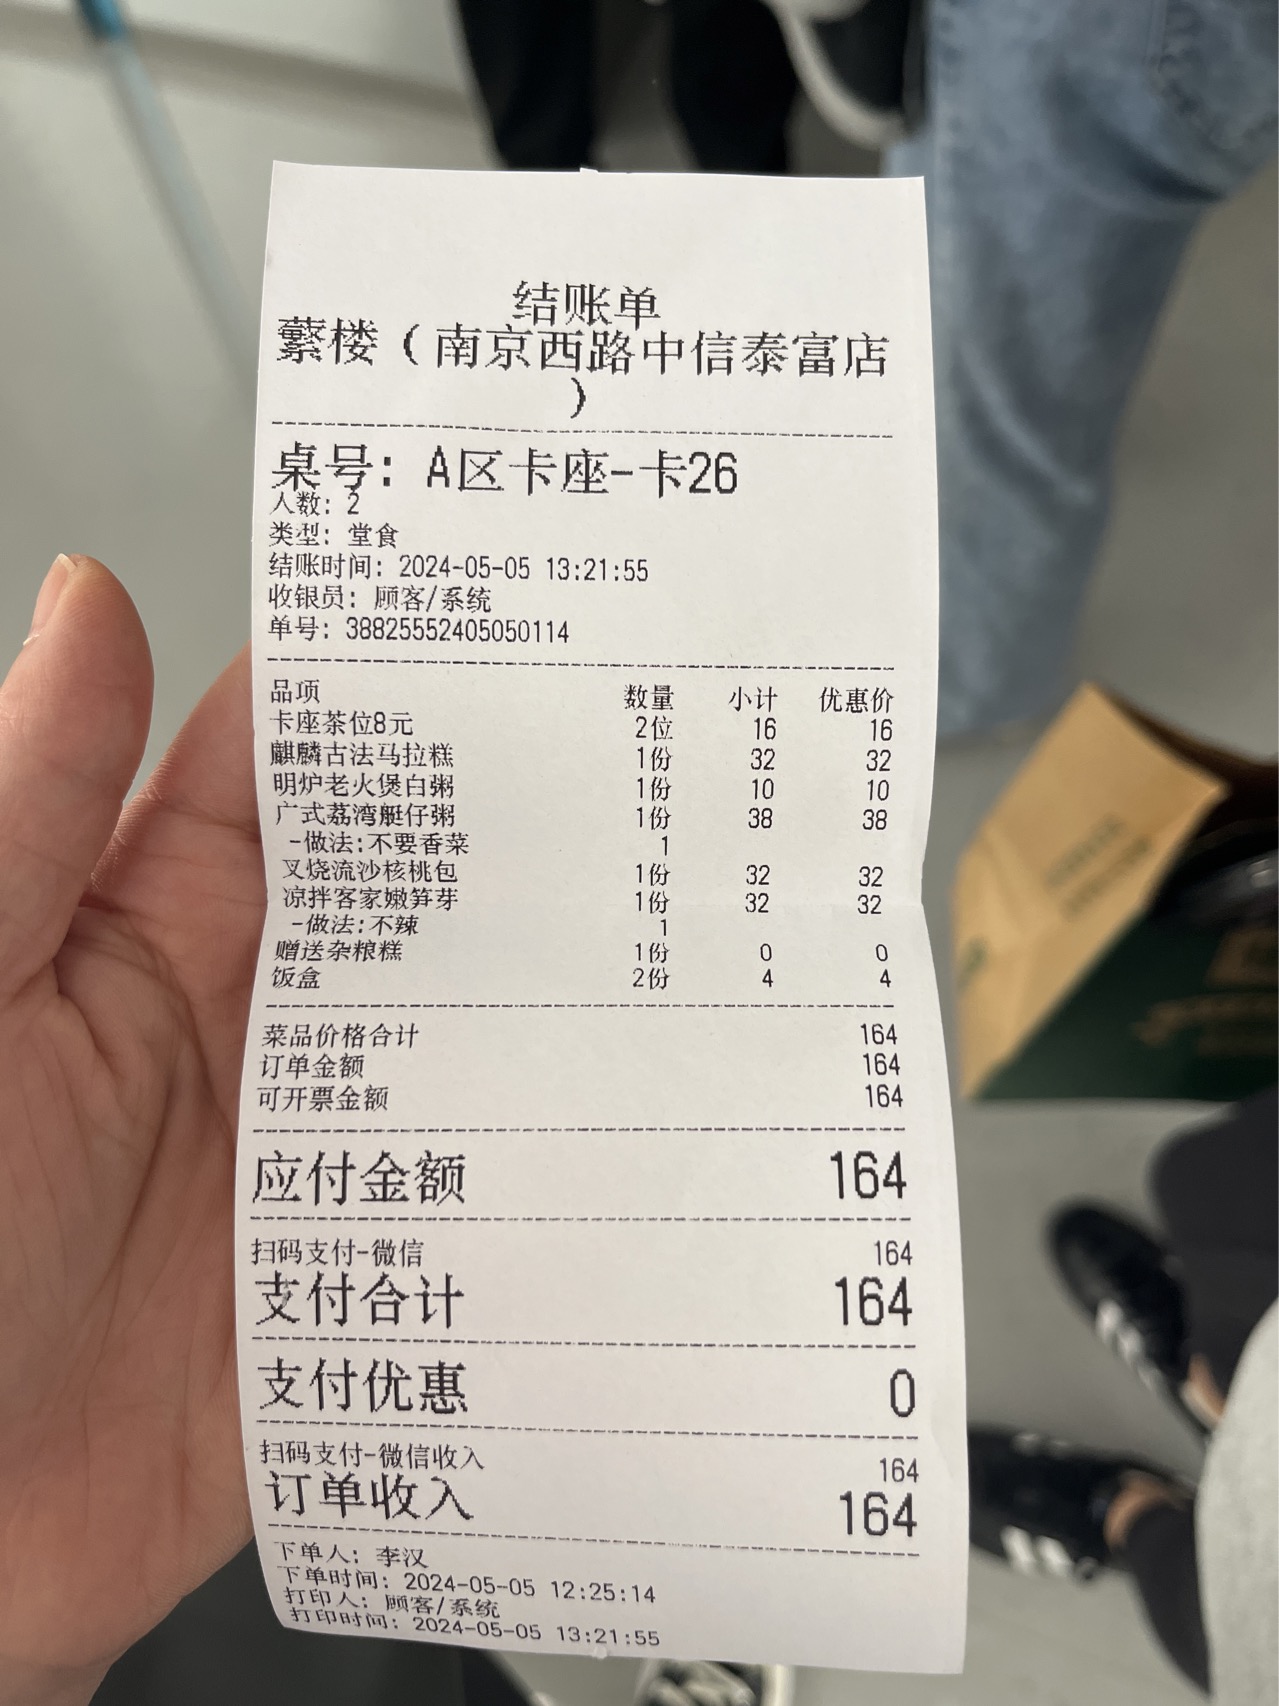 结账单
蘩楼（南京西路中信泰富店
）
桌号：A区卡座-卡26
人数：2
类型：堂食
结账时间：2024-05-05 13:21:55
收银员：顾客/系统
单号：38825552405050114
品项 数量 小计 优惠价
卡座茶位8元 2位 16 16
麒麟古法马拉糕 1份 32 32
明炉老火煲白粥 1份 10 10
广式荔湾艇仔粥 1份 38 38
-做法:不要香菜 1
叉烧流沙核桃包 1份 32 32
凉拌客家嫩笋芽 1份 32 32
-做法:不辣 1
赠送杂粮糕 1份 0 0
饭盒 2份 4 4
菜品价格合计 164
订单金额 164
可开票金额 164
应付金额 164
扫码支付-微信 164
支付合计 164
支付优惠 0
扫码支付-微信收入 164
订单收入 164
下单人：李汉
下单时间：2024-05-05 12:25:14
打印人：顾客/系统
打印时间：2024-05-05 13:21:55